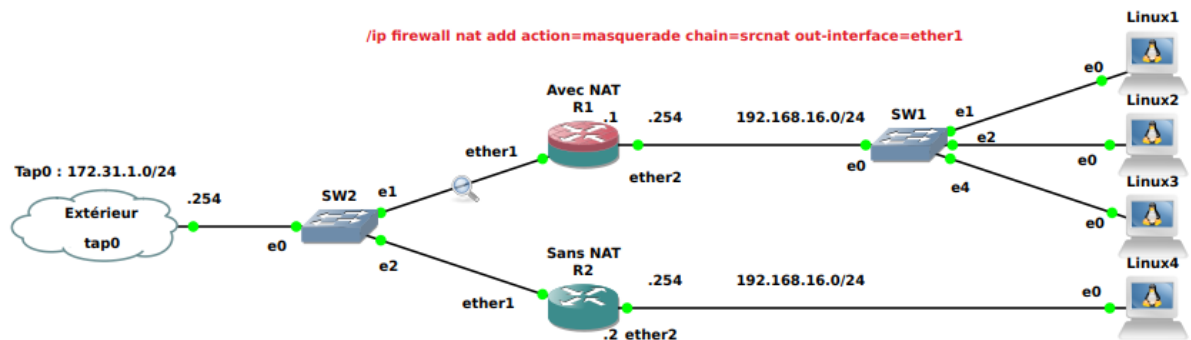 /ip firewall nat add action=masquerade chain=srcnat out-interface=ether1
Linux1
e0
Avec NAT
R1
.1
.254
192.168.16.0/24
SW1
e1
Linux2
e2
ether1
e0
e0
Tap0 : 172.31.1.0/24
ether2
e4
Linux3
Extérieur
tap0
.254
SW2
e1
e0
e0
e2
Sans NAT
R2
.254
192.168.16.0/24
Linux4
e0
ether1
.2
ether2